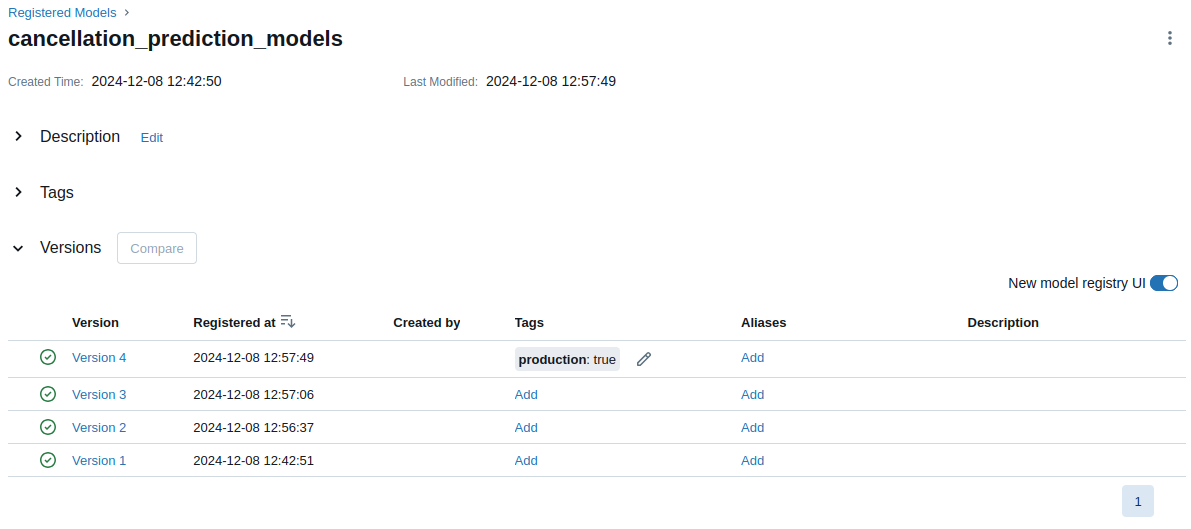 Registered Models
cancellation_prediction_models
Created Time: 2024-12-08 12:42:50 Last Modified: 2024-12-08 12:57:49
Description Edit
Tags
Versions Compare
New model registry UI
Version Registered at Created by Tags Aliases Description
Version 4 2024-12-08 12:57:49 production: true Add
Version 3 2024-12-08 12:57:06 Add Add
Version 2 2024-12-08 12:56:37 Add Add
Version 1 2024-12-08 12:42:51 Add Add
1